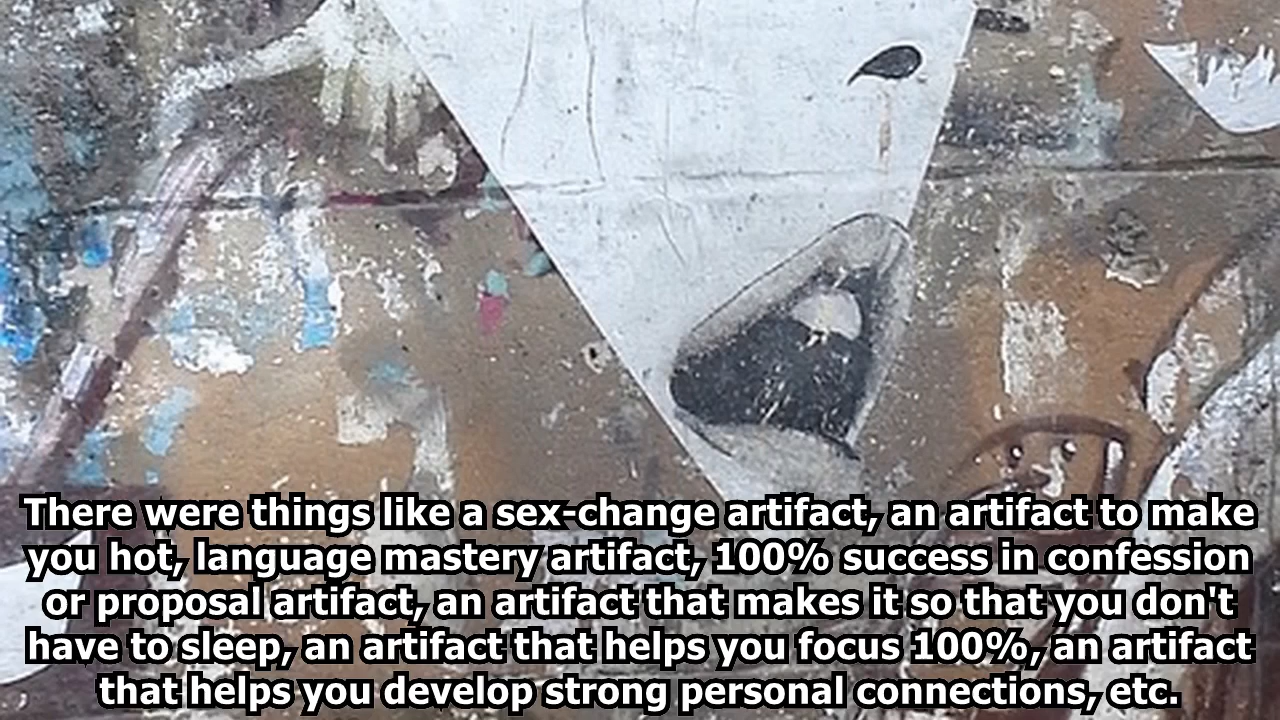 There were things like a sex-change artifact, an artifact to make
you hot, language mastery artifact, 100% success in confession
or proposal artifact, an artifact that makes it so that you don't
have to sleep, an artifact that helps you focus 100%, an artifact
that helps you develop strong personal connections, etc.